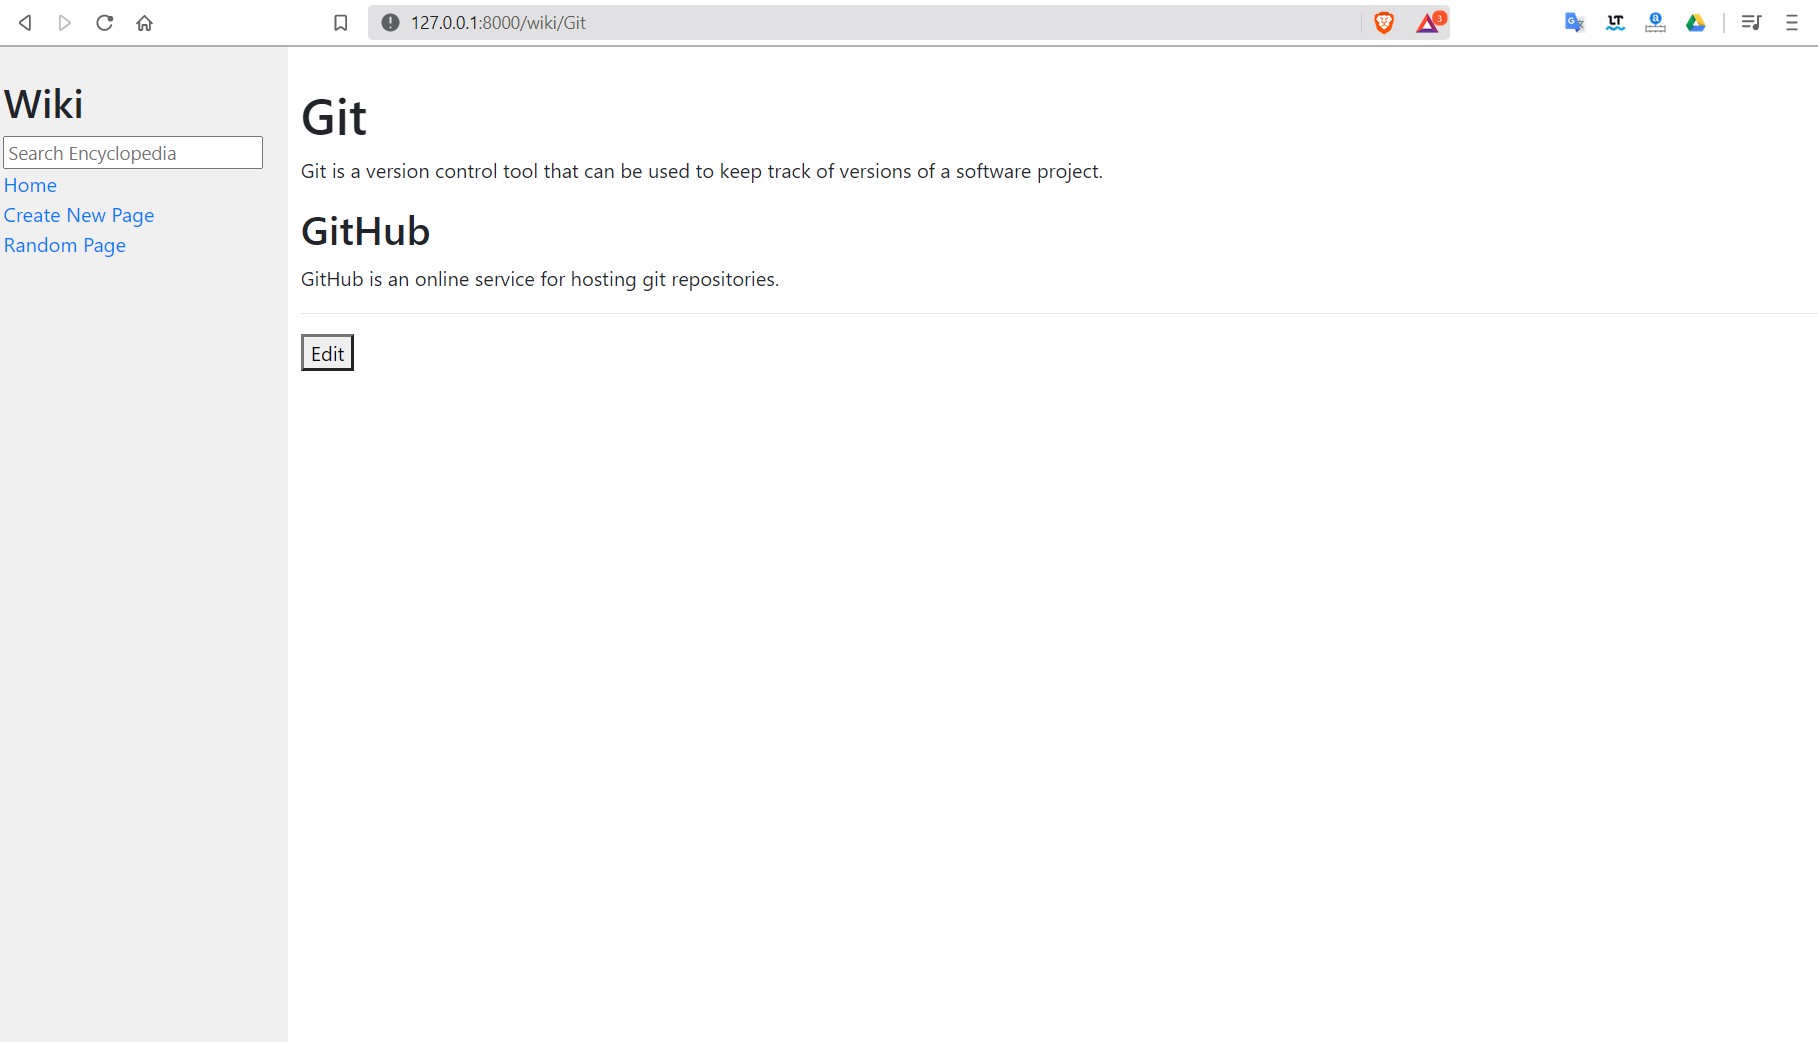 127.0.0.1:8000/wiki/Git
3
Wiki
Search Encyclopedia
Home
Create New Page
Random Page
Git
Git is a version control tool that can be used to keep track of versions of a software project.
GitHub
GitHub is an online service for hosting git repositories.
Edit